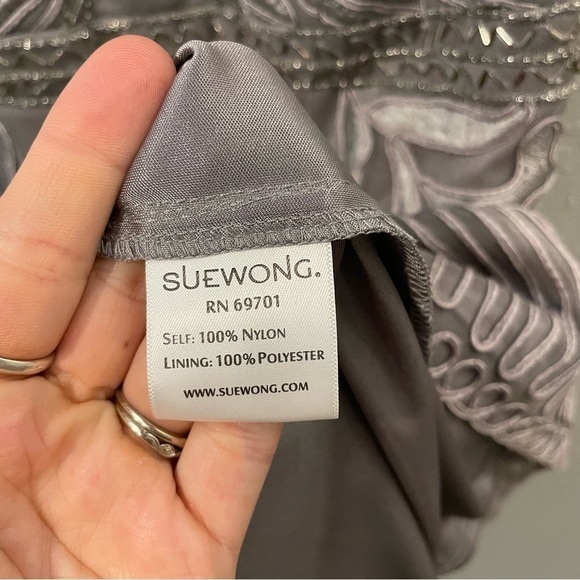 SUEWONG.
RN 69701
SELF: 100% NYLON
LINING: 100% POLYESTER
WWW.SUEWONG.COM